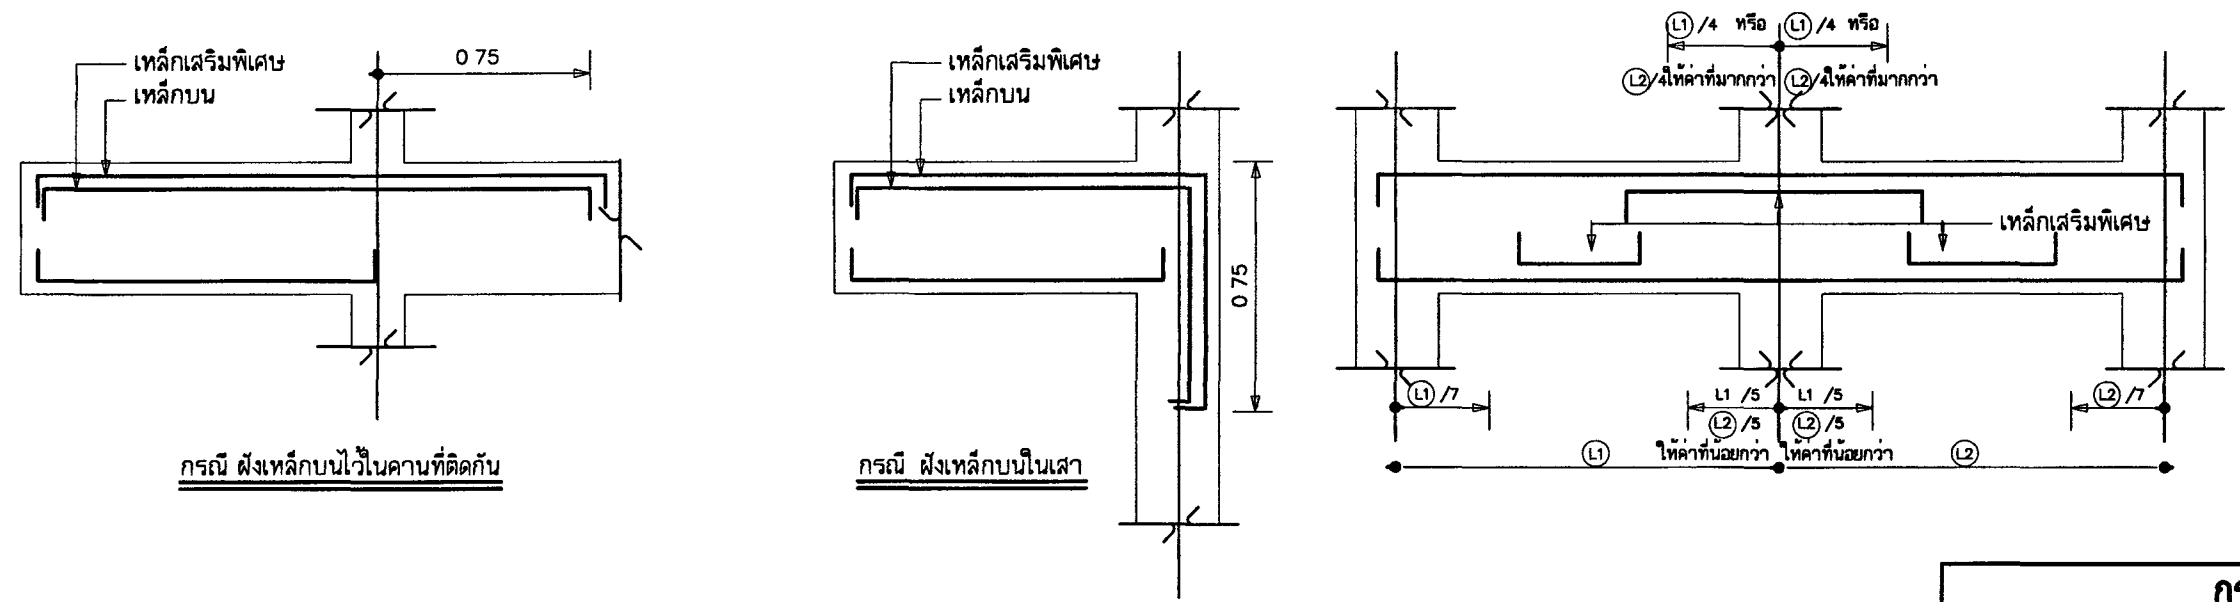 เหล็กเสริมพิเศษ
เหล็กบน
0 75
กรณี ฝังเหล็กบนไว้ในคานที่ติดกัน
เหล็กเสริมพิเศษ
เหล็กบน
0 75
กรณี ฝังเหล็กบนในเสา
L1 /4 หรือ L1 /4 หรือ
L2 /4ให้ค่าที่มากกว่า L2 /4ให้ค่าที่มากกว่า
เหล็กเสริมพิเศษ
L1 /7 L1 /5 L1 /5 L2 /7
L2 /5 L2 /5
ให้ค่าที่น้อยกว่า ให้ค่าที่น้อยกว่า
L1 L2